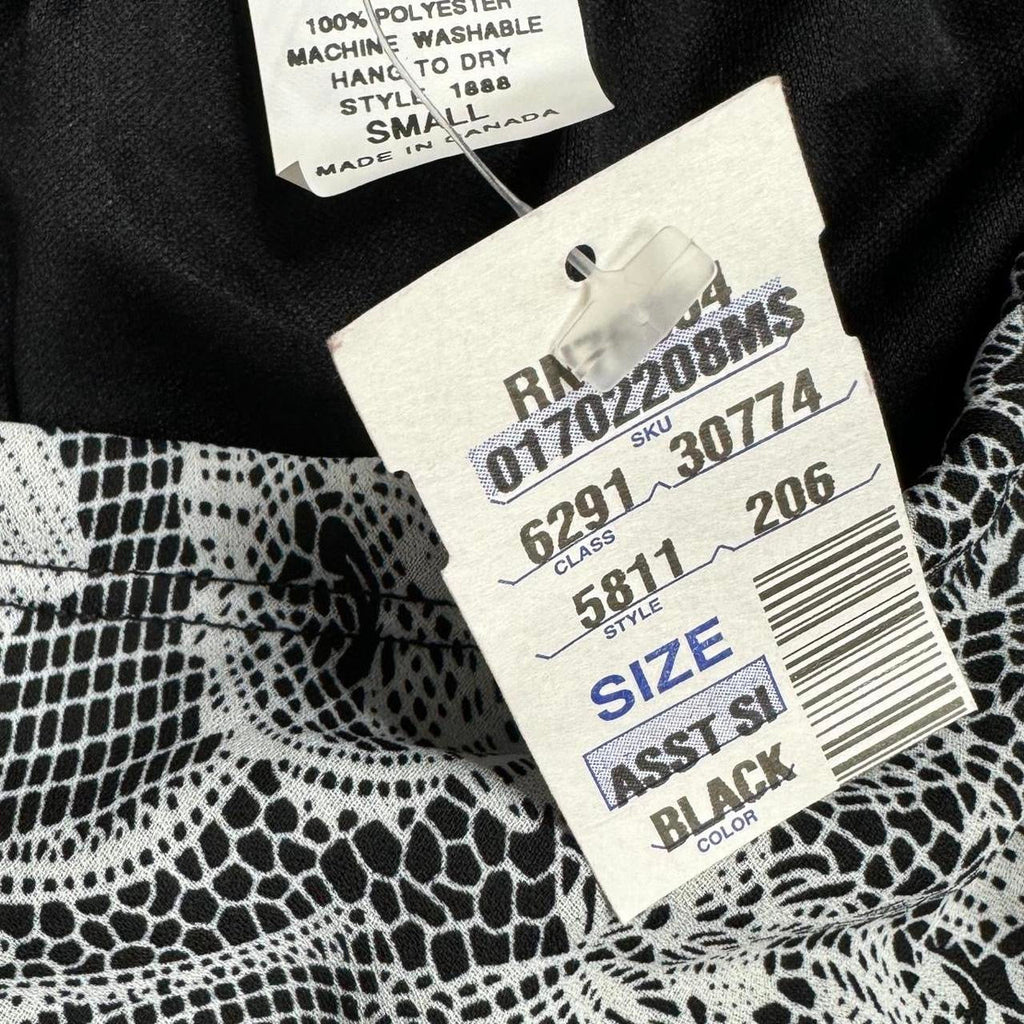 100% POLYESTER
MACHINE WASHABLE
HANG TO DRY
STYLE 1888
SMALL
MADE IN CANADA
01702208MS
SKU
6291 30774
CLASS
5811 206
STYLE
SIZE
ASST SI
BLACK
COLOR